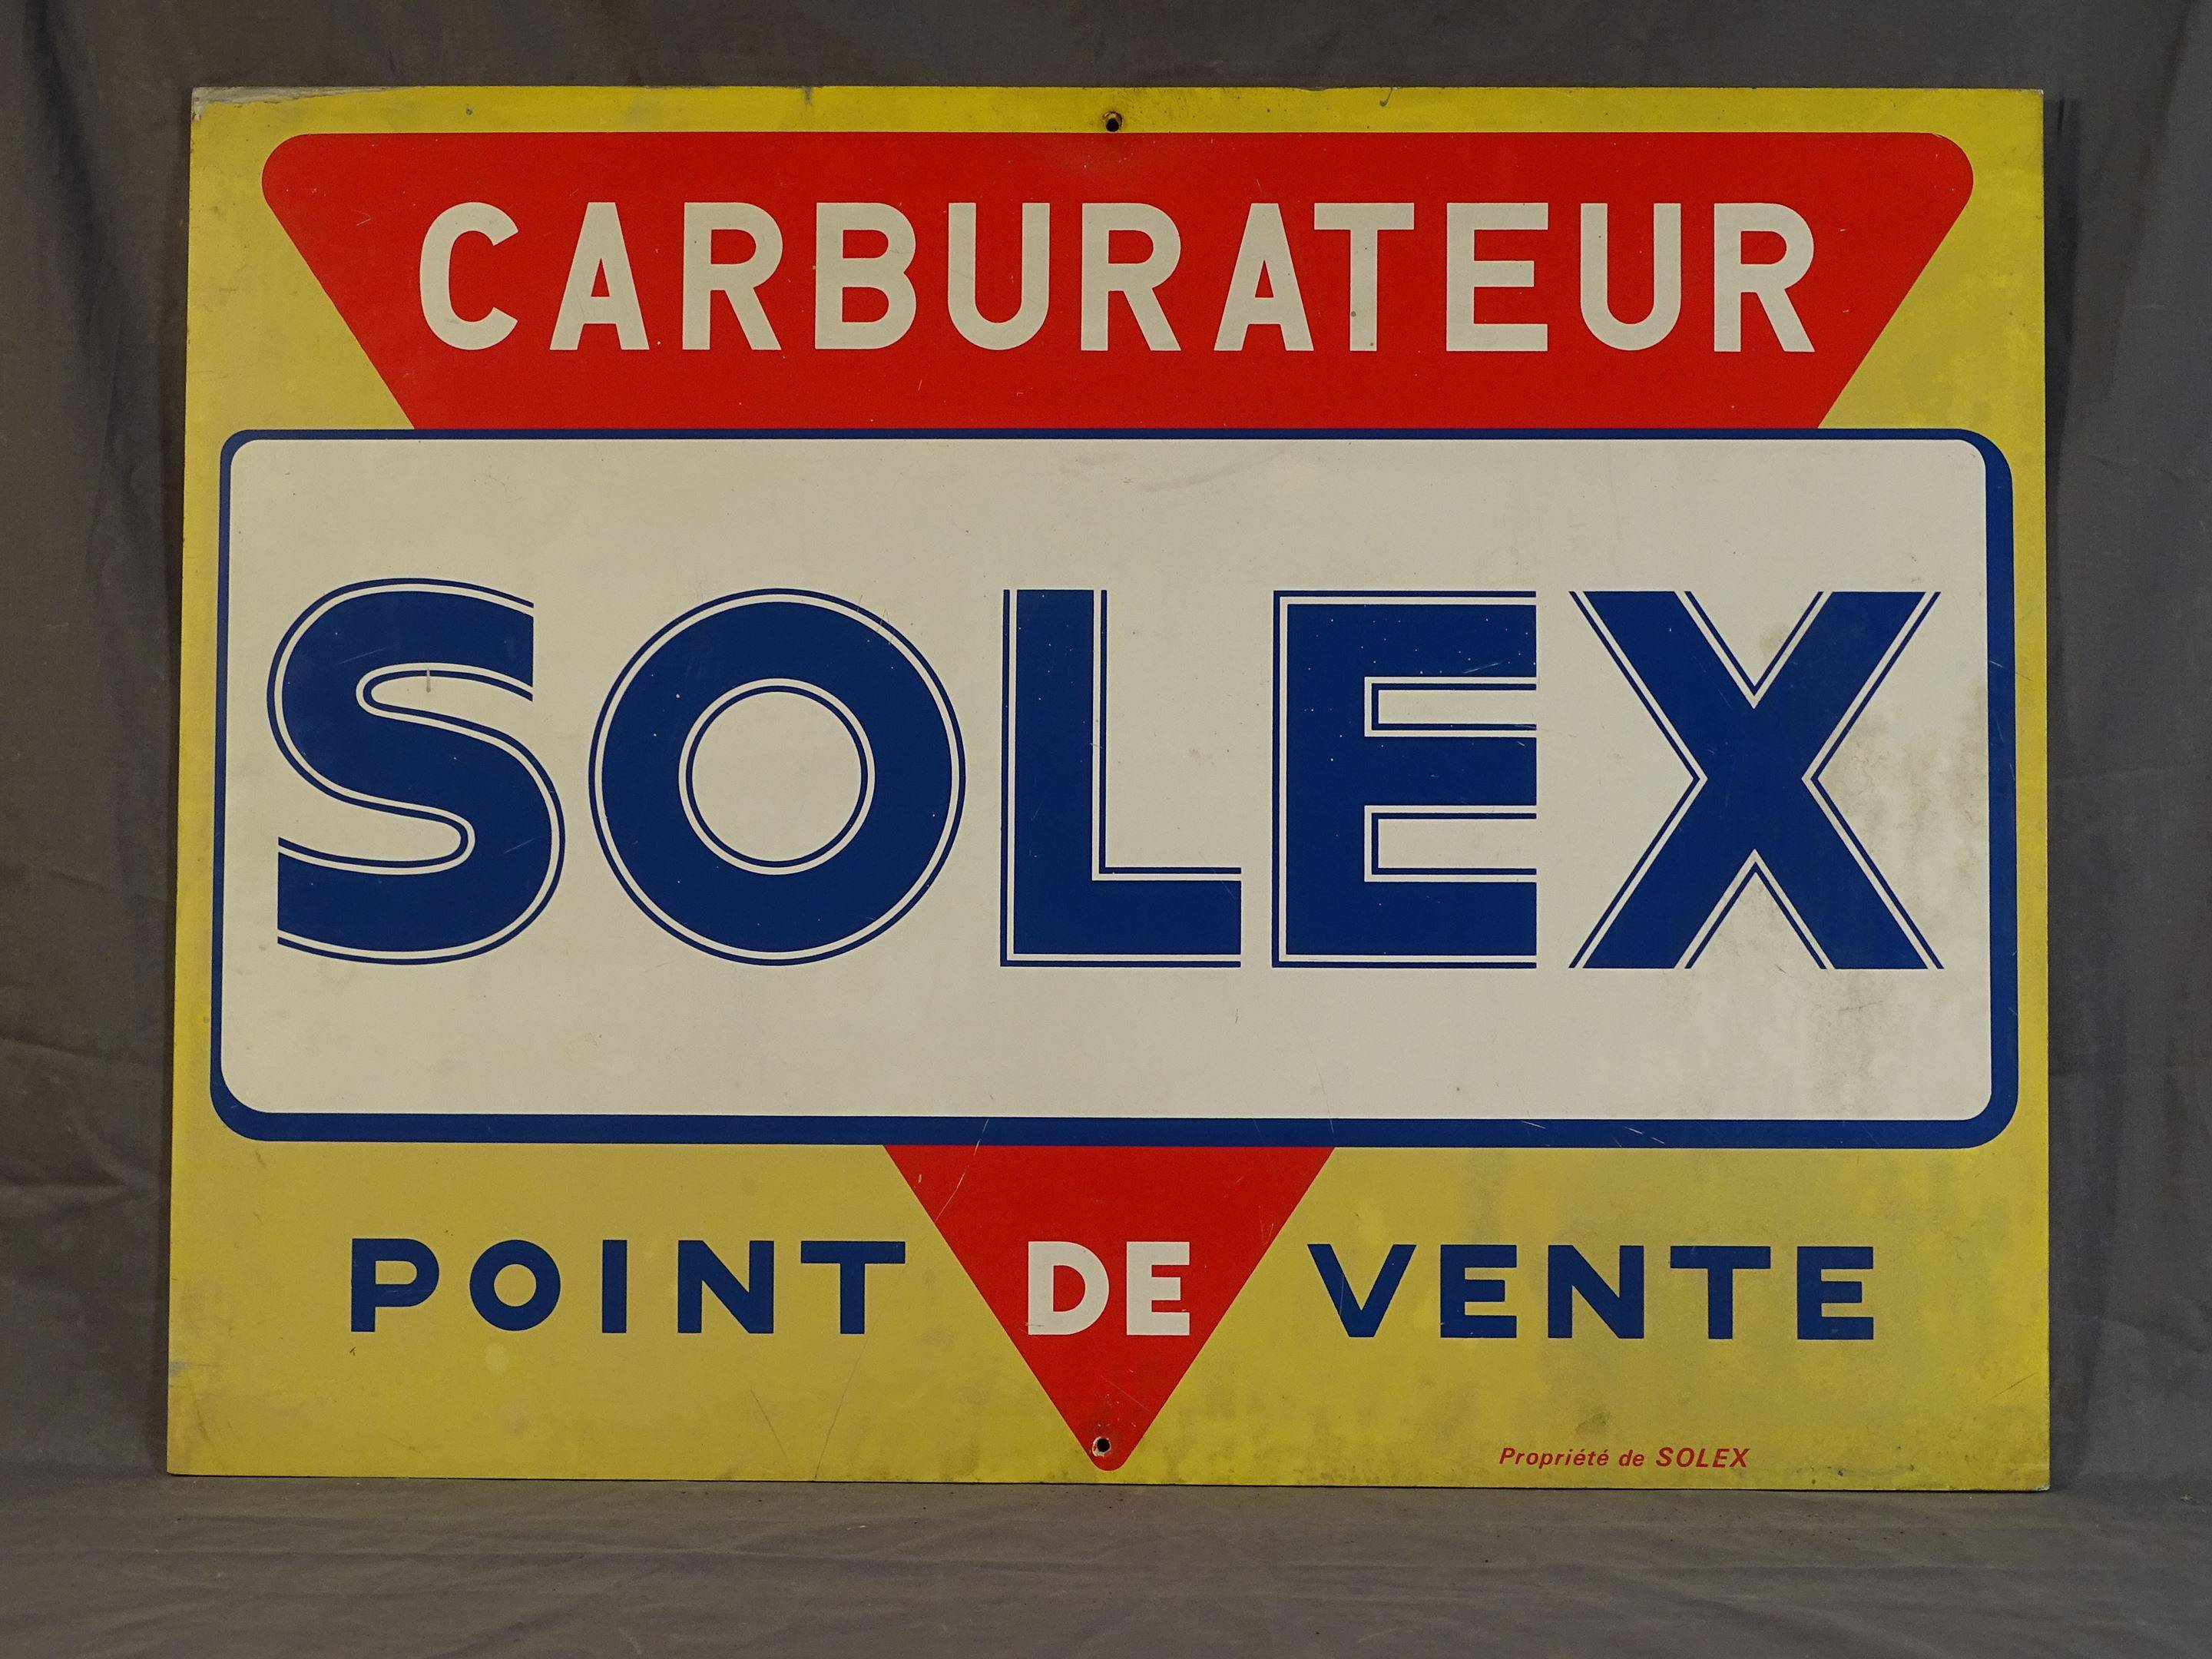 CARBURATEUR
SOLEX
POINT DE VENTE
Propriété de SOLEX